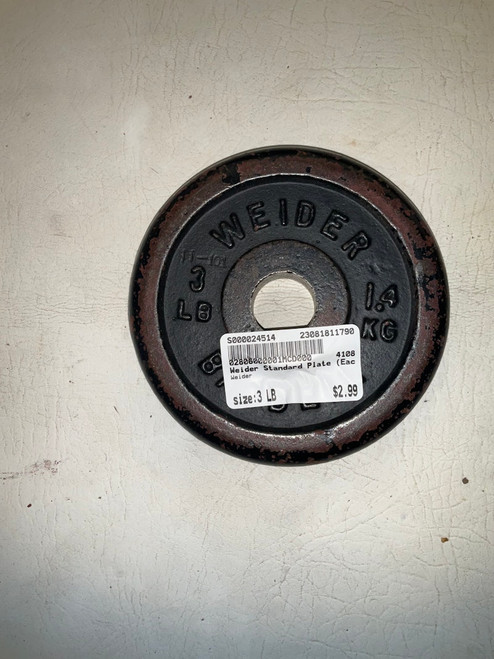 WEIDER
3
LB
1.4
KG
S000024514 23081811790
02806000001MCD000 4108
Weider Standard Plate (Eac
Weider
size:3 LB $2.99